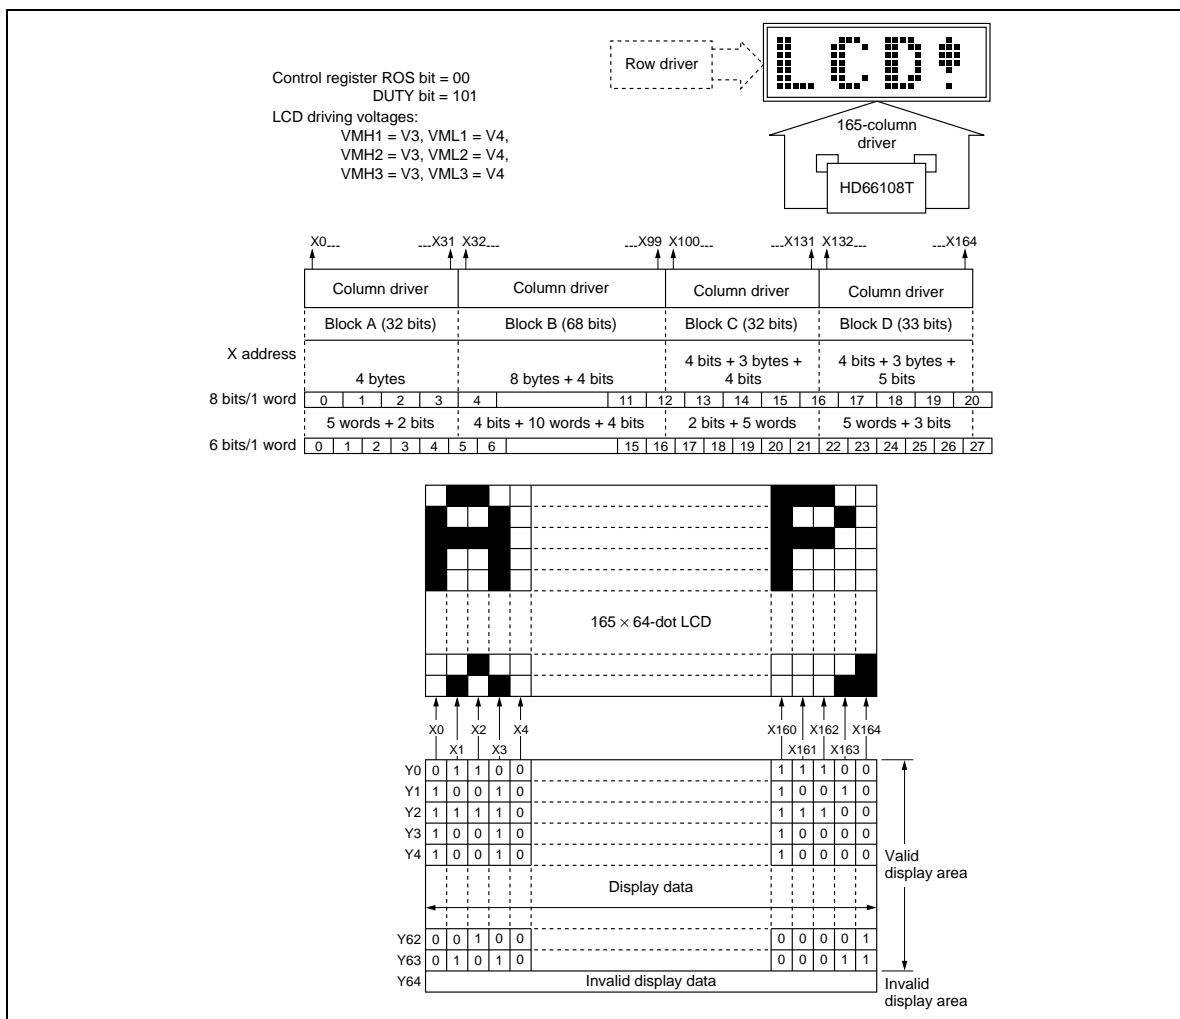 Control register ROS bit = 00
DUTY bit = 101
LCD driving voltages:
VMH1 = V3, VML1 = V4,
VMH2 = V3, VML2 = V4,
VMH3 = V3, VML3 = V4
Row driver
LCD
165-column
driver
HD66108T
X0--- ---X31 X32--- ---X99 X100--- ---X131 X132--- ---X164
Column driver Column driver Column driver Column driver
Block A (32 bits) Block B (68 bits) Block C (32 bits) Block D (33 bits)
X address
4 bytes 8 bytes + 4 bits 4 bits + 3 bytes + 4 bits 4 bits + 3 bytes + 5 bits
8 bits/1 word 0 1 2 3 4 11 12 13 14 15 16 17 18 19 20
5 words + 2 bits 4 bits + 10 words + 4 bits 2 bits + 5 words 5 words + 3 bits
6 bits/1 word 0 1 2 3 4 5 6 15 16 17 18 19 20 21 22 23 24 25 26 27
165 × 64-dot LCD
X0 X2 X4 X160 X162 X164
X1 X3 X161 X163
Y0 0 1 1 0 0 1 1 1 0 0
Y1 1 0 0 1 0 1 0 0 1 0
Y2 1 1 1 1 0 1 1 1 0 0
Y3 1 0 0 1 0 1 0 0 0 0
Y4 1 0 0 1 0 1 0 0 0 0
Valid
display area
Display data
Y62 0 0 1 0 0 0 0 0 0 1
Y63 0 1 0 1 0 0 0 0 1 1
Y64 Invalid display data
Invalid
display area